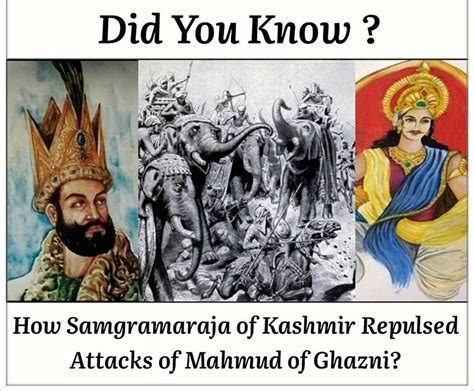 Did You Know ?
How Samgramaraja of Kashmir Repulsed
Attacks of Mahmud of Ghazni?